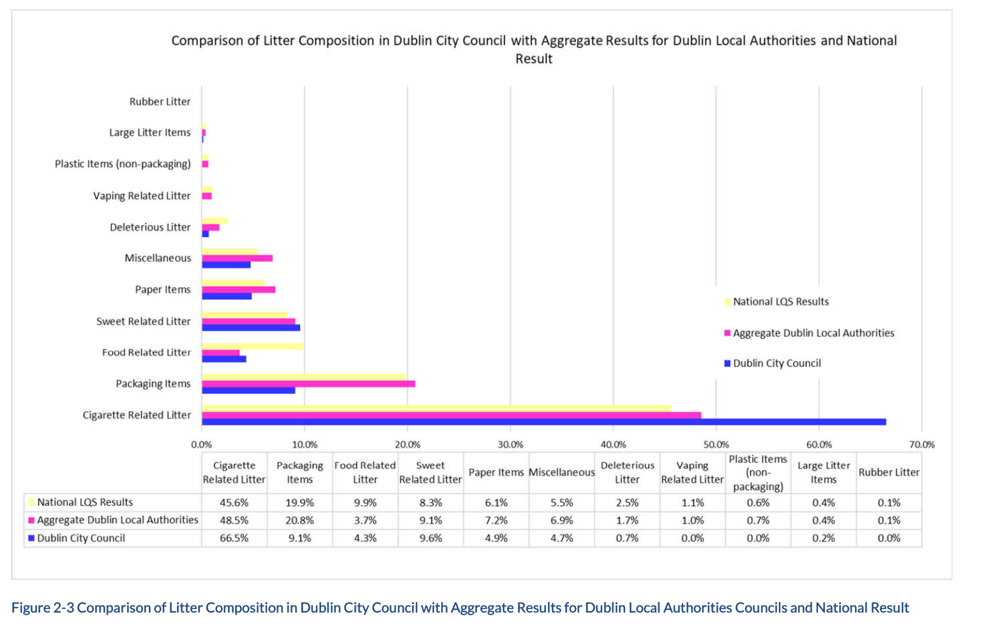 Comparison of Litter Composition in Dublin City Council with Aggregate Results for Dublin Local Authorities and National
Result
Rubber Litter
Large Litter Items
Plastic Items (non-packaging)
Vaping Related Litter
Deleterious Litter
Miscellaneous
Paper Items
Sweet Related Litter
Food Related Litter
Packaging Items
Cigarette Related Litter
National LQS Results
Aggregate Dublin Local Authorities
Dublin City Council
0.0% 10.0% 20.0% 30.0% 40.0% 50.0% 60.0% 70.0%
Cigarette Related Litter Packaging Items Food Related Litter Sweet Related Litter Paper Items Miscellaneous Deleterious Litter Vaping Related Litter Plastic Items (non-packaging) Large Litter Items Rubber Litter
National LQS Results 45.6% 19.9% 9.9% 8.3% 6.1% 5.5% 2.5% 1.1% 0.6% 0.4% 0.1%
Aggregate Dublin Local Authorities 48.5% 20.8% 3.7% 9.1% 7.2% 6.9% 1.7% 1.0% 0.7% 0.4% 0.1%
Dublin City Council 66.5% 9.1% 4.3% 9.6% 4.9% 4.7% 0.7% 0.0% 0.0% 0.2% 0.0%
Figure 2-3 Comparison of Litter Composition in Dublin City Council with Aggregate Results for Dublin Local Authorities Councils and National Result